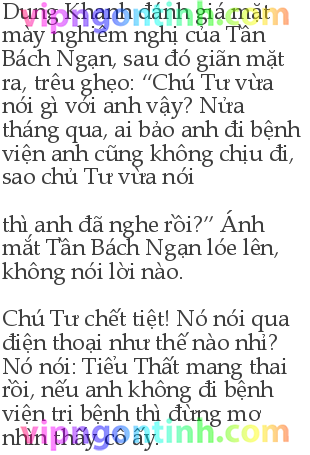 Dung Khanh đánh giá mặt
mày nghiêm nghị của Tần
Bách Ngạn, sau đó giãn mặt
ra, trêu ghẹo: “Chú Tư vừa
nói gì với anh vậy? Nửa
tháng qua, ai bảo anh đi bệnh
viện anh cũng không chịu đi,
sao chủ Tư vừa nói
thì anh đã nghe rồi?” Ánh
mắt Tần Bách Ngạn lóe lên,
không nói lời nào.
Chú Tư chết tiệt! Nó nói qua
điện thoại như thế nào nhỉ?
Nó nói: Tiểu Thất mang thai
rồi, nếu anh không đi bệnh
viện trị bệnh thì đừng mơ
nhìn thấy cô ấy.
vipngontinh.com
vipngontinh.com